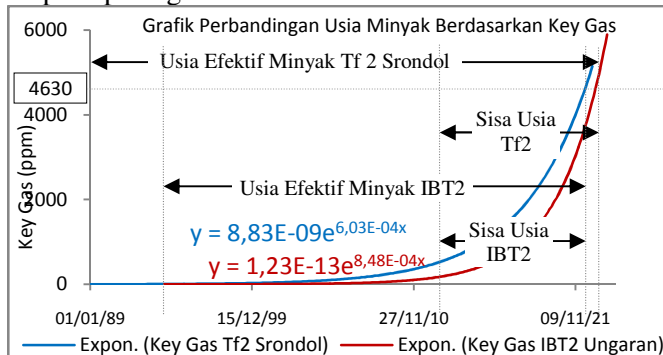 Grafik Perbandingan Usia Minyak Berdasarkan Key Gas
6000
Usia Efektif Minyak Tf 2 Srondol
4630
4000
Sisa Usia
Tf2
Key Gas (ppm)
2000
Usia Efektif Minyak IBT2
y = 8,83E-09e6,03E-04x
Sisa Usia
IBT2
y = 1,23E-13e8,48E-04x
0
01/01/89 15/12/99 27/11/10 09/11/21
Expon. (Key Gas Tf2 Srondol) Expon. (Key Gas IBT2 Ungaran)